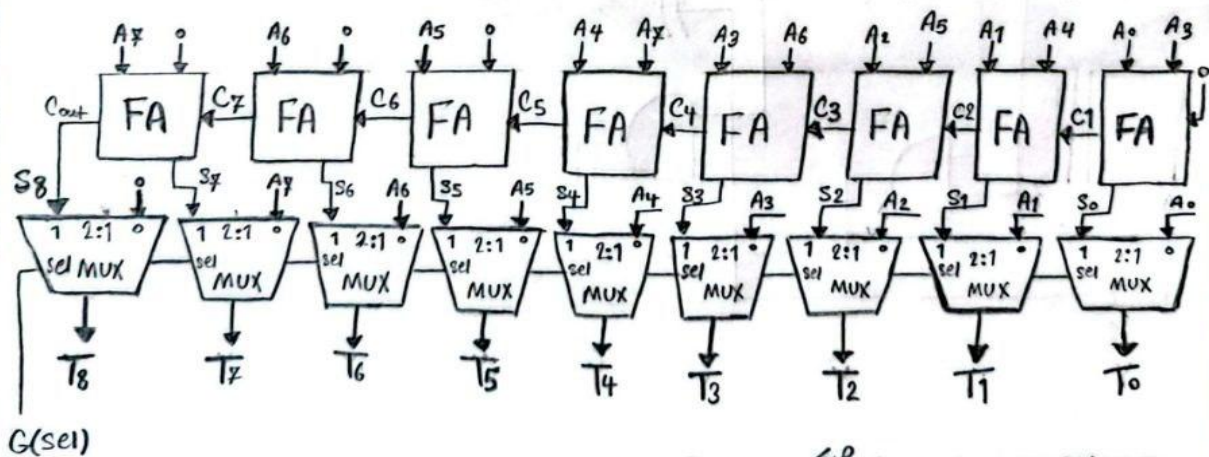 A7 0 A6 0 A5 0 A4 A7 A3 A6 A2 A5 A1 A4 A0 A3
0
Cout FA C7 FA C6 FA C5 FA C4 FA C3 FA C2 FA C1 FA
S8 0 S7 A7 S6 A6 S5 A5 S4 A4 S3 A3 S2 A2 S1 A1 S0 A0
1 2:1 0 1 2:1 0 1 2:1 0 1 2:1 0 1 2:1 0 1 2:1 0 1 2:1 0 1 2:1 0 1 2:1 0
sel MUX sel MUX sel MUX sel MUX sel MUX sel MUX sel MUX sel MUX sel MUX
T8 T7 T6 T5 T4 T3 T2 T1 T0
G(sel)